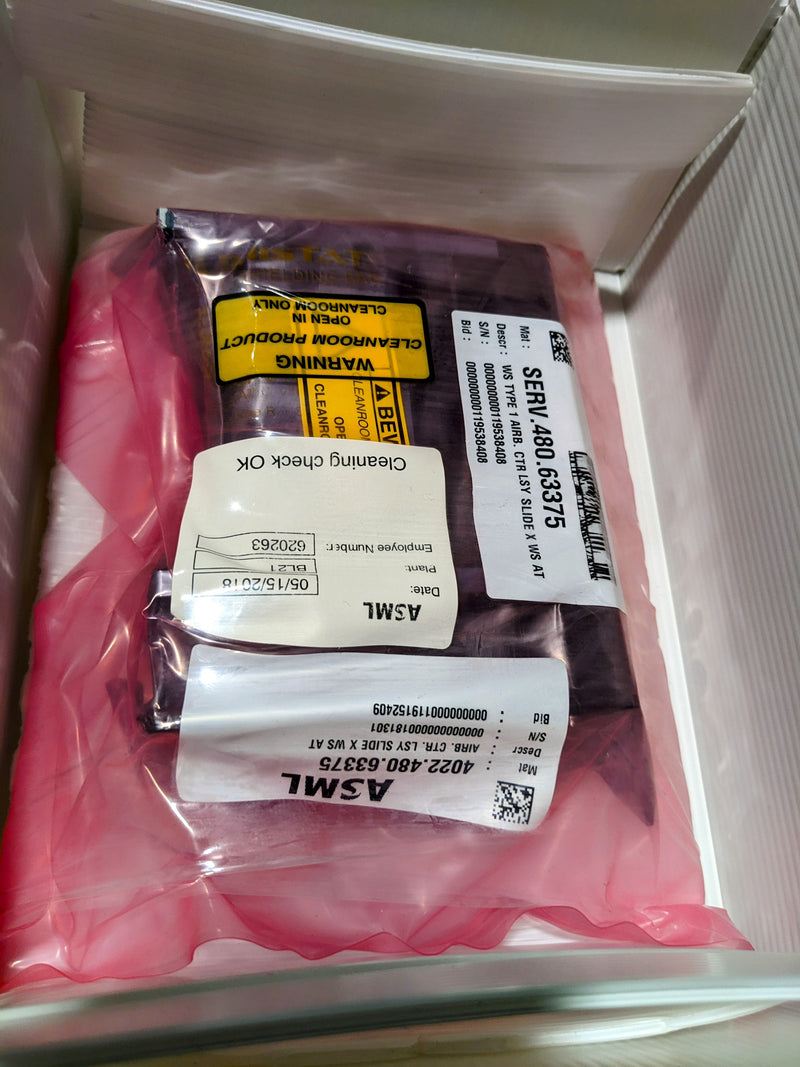 WARNING
CLEANROOM PRODUCT
OPEN IN
CLEANROOM ONLY
Mat : SERV.480.63375
Descr : WS TYPE 1 AIRB. CTR LSY SLIDE X WS AT
S/N : 000000000119538408
Bid : 000000000119538408
ASML
Date: 05/15/2018
Plant: BL21
Employee Number: 620263
Cleaning check OK
ASML
Mat : 4022.480.63375
Descr : AIRB. CTR. LSY SLIDE X WS AT
S/N : 000000000000181301
Bid : 000000000119152409